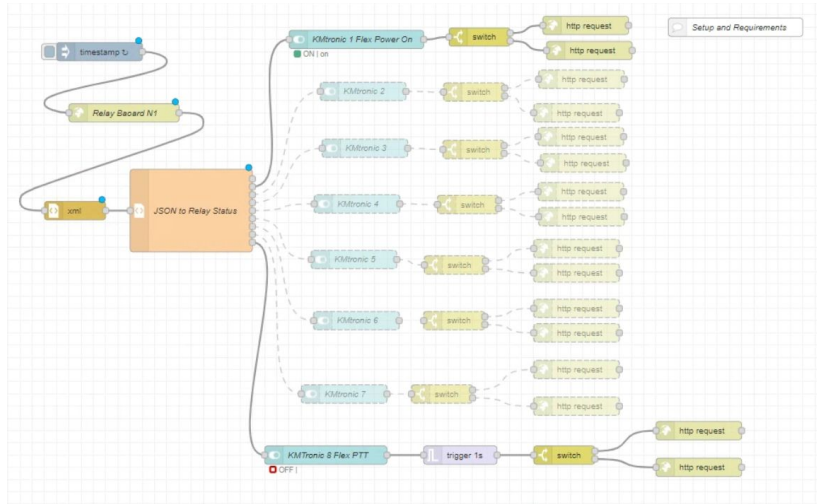 KMtronic 1 Flex Power On
switch
http request
Setup and Requirements
ON | on
http request
timestamp ↻
http request
KMtronic 2
switch
Relay Baoard N1
http request
http request
KMtronic 3
switch
http request
http request
xml
JSON to Relay Status
KMtronic 4
switch
http request
http request
KMtronic 5
switch
http request
http request
KMtronic 6
switch
http request
http request
KMtronic 7
switch
http request
http request
http request
KMTronic 8 Flex PTT
trigger 1s
switch
OFF |
http request